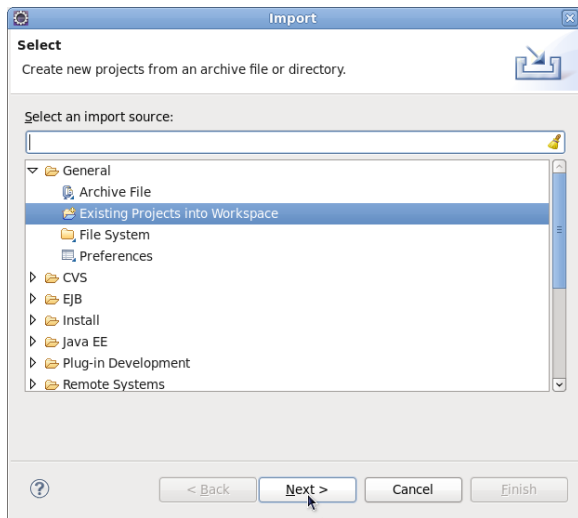 Import
Select
Create new projects from an archive file or directory.
Select an import source:
General
Archive File
Existing Projects into Workspace
File System
Preferences
CVS
EJB
Install
Java EE
Plug-in Development
Remote Systems
? < Back Next > Cancel Finish